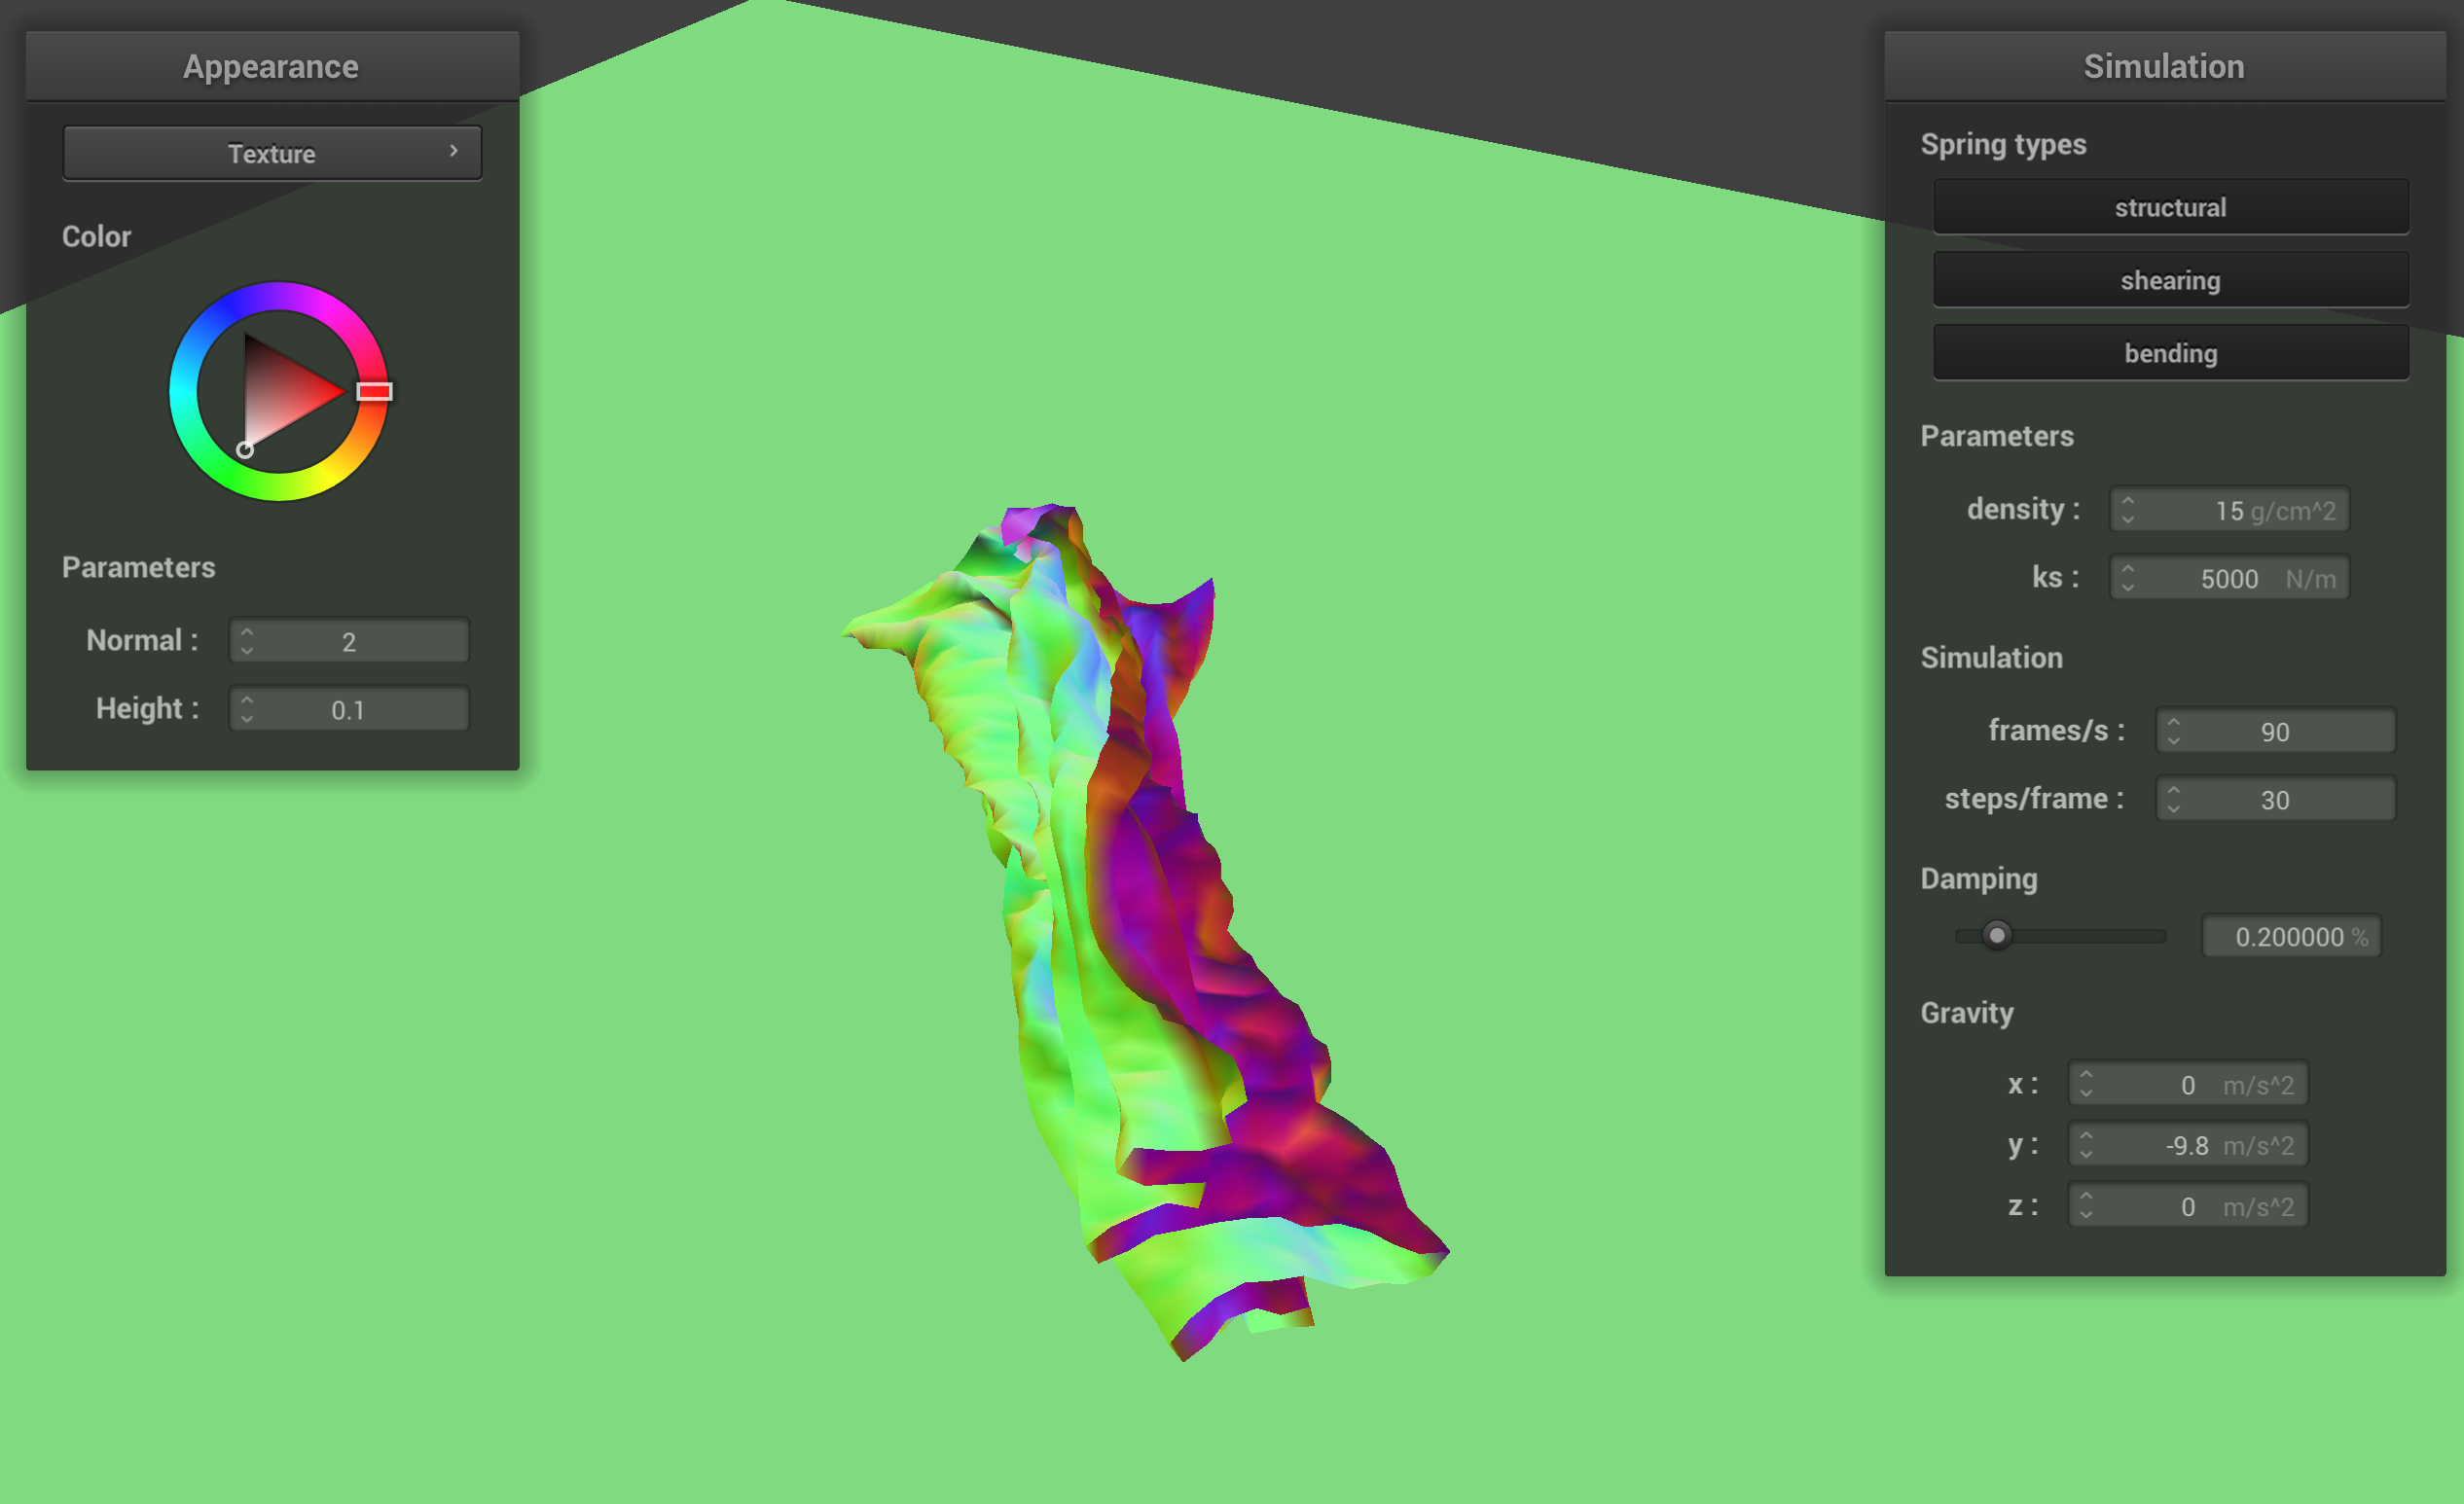 Appearance
Texture
Color
Parameters
Normal : 2
Height : 0.1
Simulation
Spring types
structural
shearing
bending
Parameters
density : 15 g/cm^2
ks : 5000 N/m
Simulation
frames/s : 90
steps/frame : 30
Damping
0.200000 %
Gravity
x : 0 m/s^2
y : -9.8 m/s^2
z : 0 m/s^2